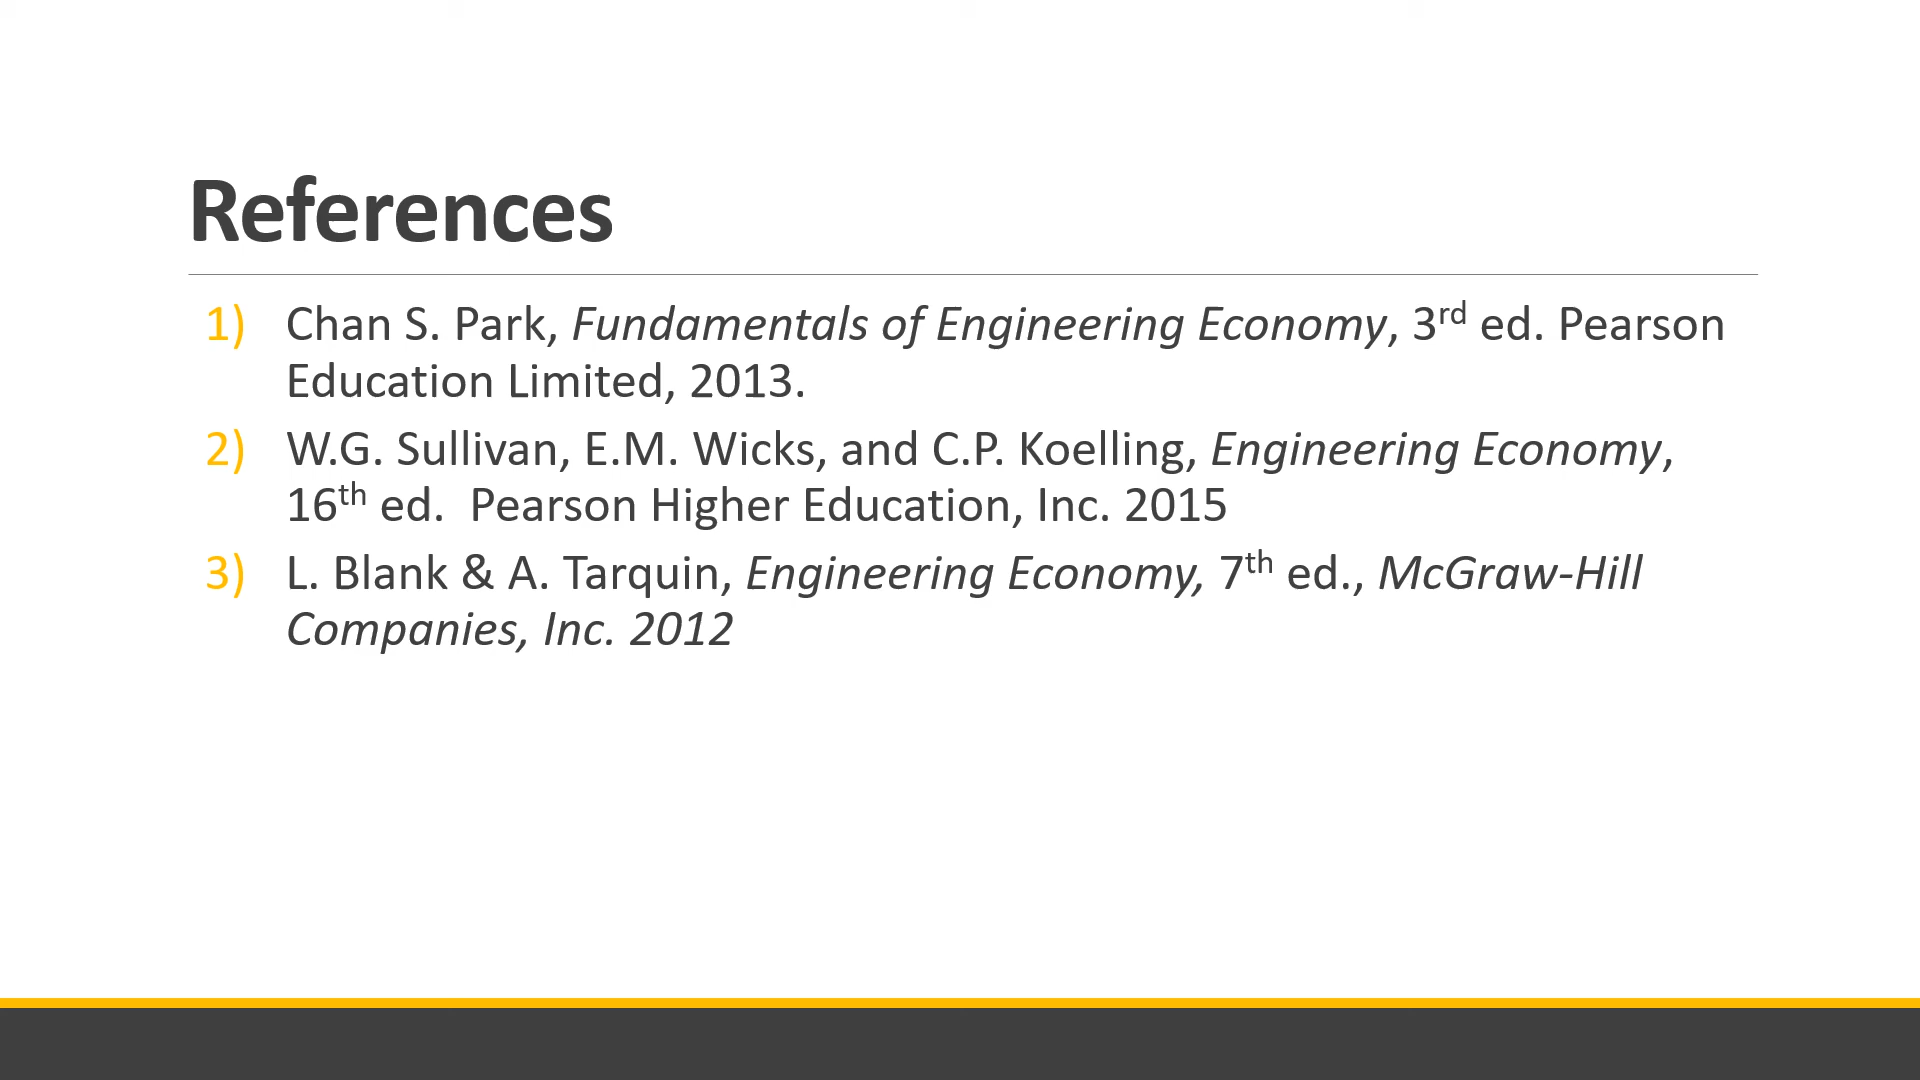 References
1) Chan S. Park, Fundamentals of Engineering Economy, 3rd ed. Pearson
Education Limited, 2013.
2) W.G. Sullivan, E.M. Wicks, and C.P. Koelling, Engineering Economy,
16th ed.  Pearson Higher Education, Inc. 2015
3) L. Blank & A. Tarquin, Engineering Economy, 7th ed., McGraw-Hill
Companies, Inc. 2012